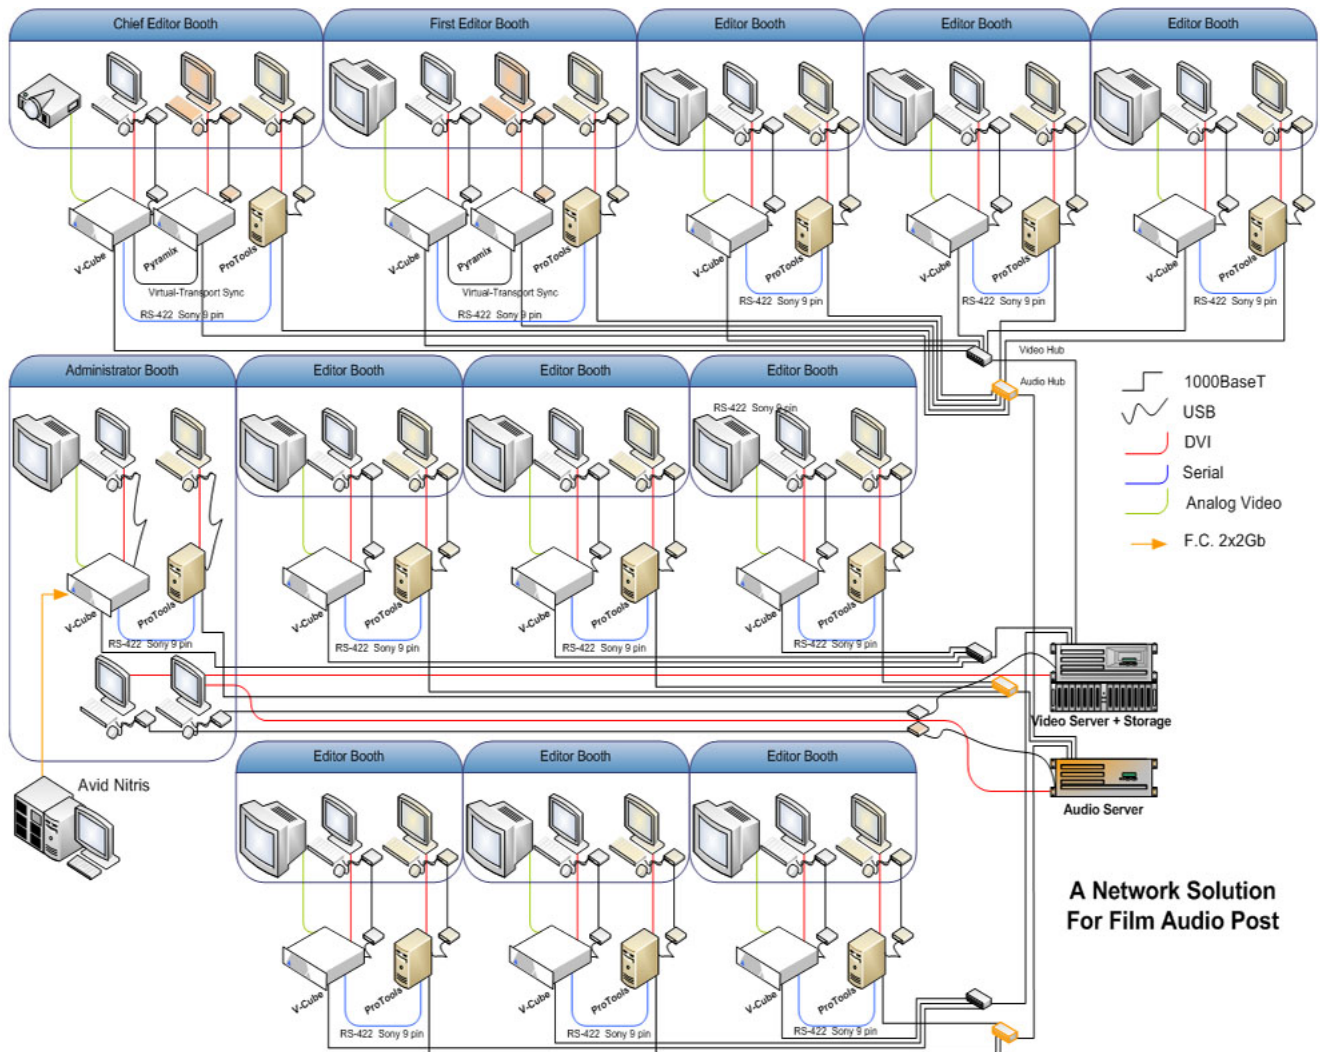 Chief Editor Booth
First Editor Booth
Editor Booth
Editor Booth
Editor Booth
V-Cube
Pyramix
ProTools
V-Cube
Pyramix
ProTools
V-Cube
ProTools
V-Cube
ProTools
V-Cube
ProTools
Virtual-Transport Sync
Virtual-Transport Sync
RS-422 Sony 9 pin
RS-422 Sony 9 pin
RS-422 Sony 9 pin
RS-422 Sony 9 pin
RS-422 Sony 9 pin
Video Hub
Audio Hub
Administrator Booth
Editor Booth
Editor Booth
Editor Booth
RS-422 Sony 9 pin
1000BaseT
USB
DVI
Serial
Analog Video
F.C. 2x2Gb
V-Cube
ProTools
V-Cube
ProTools
V-Cube
ProTools
V-Cube
ProTools
RS-422 Sony 9 pin
RS-422 Sony 9 pin
RS-422 Sony 9 pin
RS-422 Sony 9 pin
Video Server + Storage
Avid Nitris
Editor Booth
Editor Booth
Editor Booth
Audio Server
A Network Solution
For Film Audio Post
V-Cube
ProTools
V-Cube
ProTools
V-Cube
ProTools
RS-422 Sony 9 pin
RS-422 Sony 9 pin
RS-422 Sony 9 pin